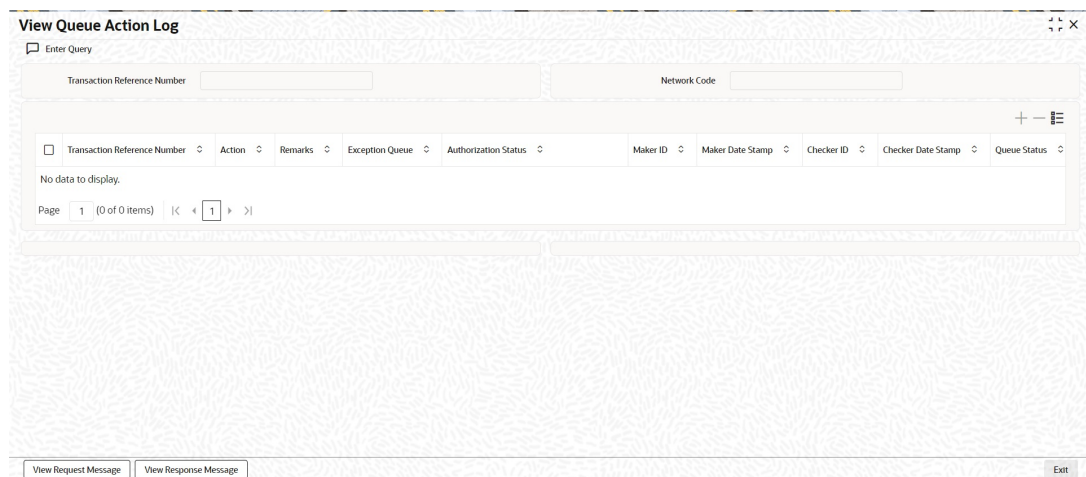 View Queue Action Log
Enter Query
Transaction Reference Number
Network Code
Transaction Reference Number Action Remarks Exception Queue Authorization Status Maker ID Maker Date Stamp Checker ID Checker Date Stamp Queue Status
No data to display.
Page 1 (0 of 0 items) 1
View Request Message View Response Message Exit